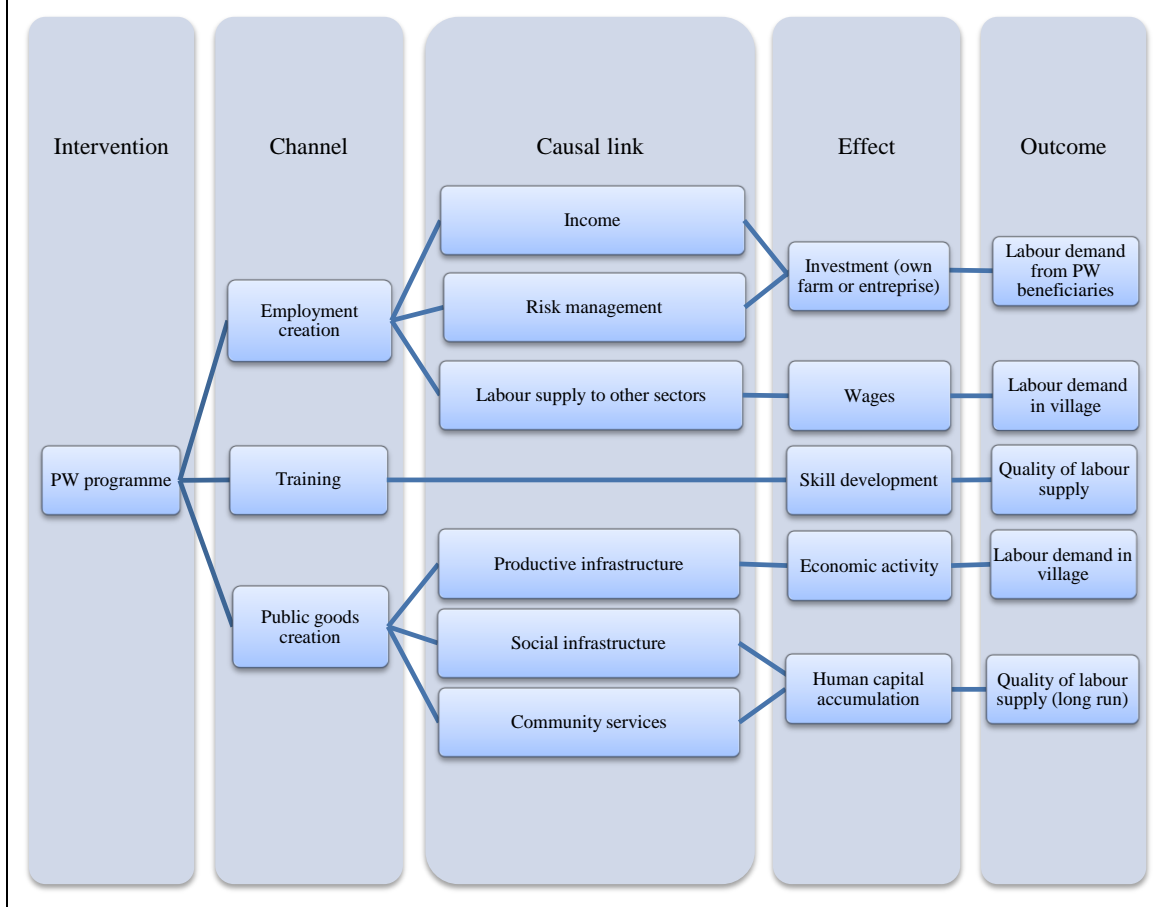 Intervention
Channel
Causal link
Effect
Outcome
PW programme
Employment
creation
Training
Public goods
creation
Income
Risk management
Labour supply to other sectors
Productive infrastructure
Social infrastructure
Community services
Investment (own
farm or entreprise)
Wages
Skill development
Economic activity
Human capital
accumulation
Labour demand
from PW
beneficiaries
Labour demand
in village
Quality of labour
supply
Labour demand in
village
Quality of labour
supply (long run)